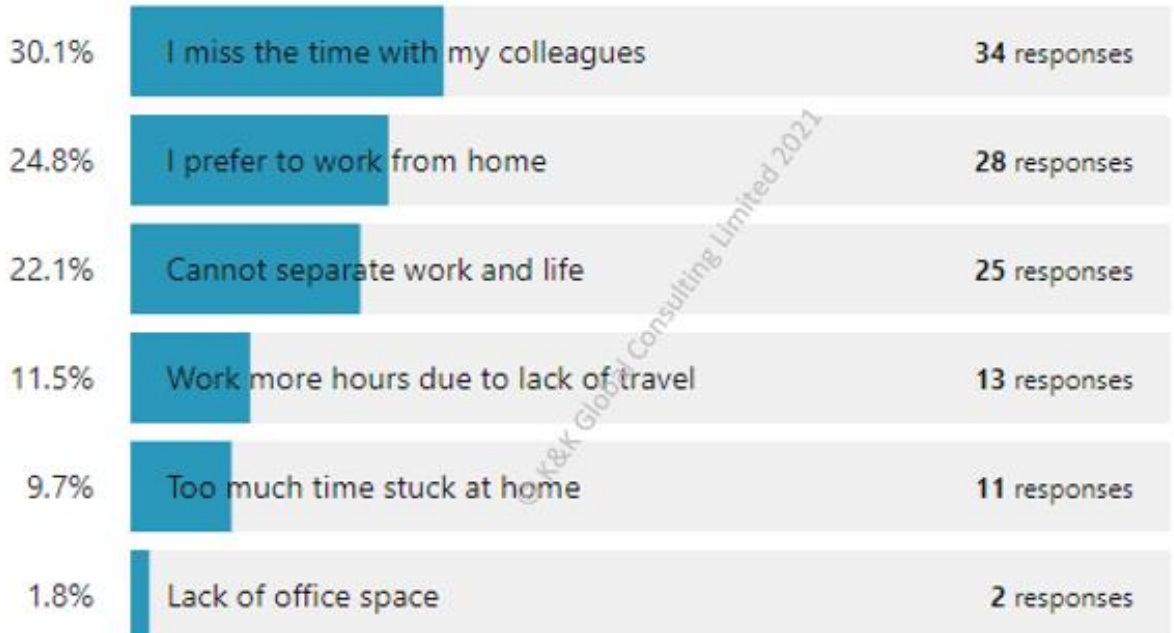 30.1% I miss the time with my colleagues 34 responses
24.8% I prefer to work from home 28 responses
22.1% Cannot separate work and life 25 responses
11.5% Work more hours due to lack of travel 13 responses
9.7% Too much time stuck at home 11 responses
1.8% Lack of office space 2 responses
© K&K Global Consulting Limited 2021